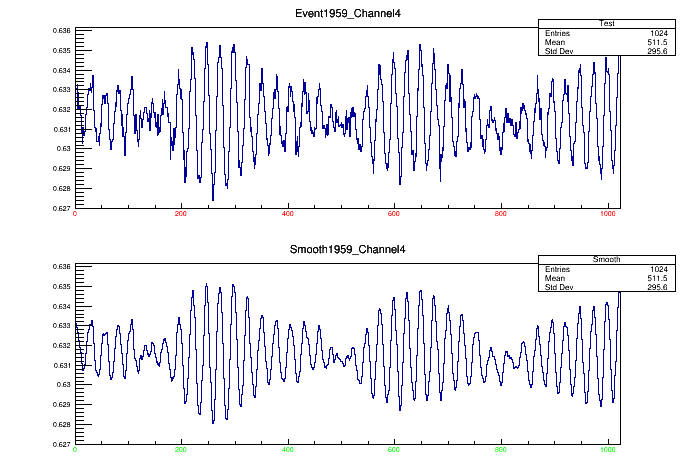 Event1959_Channel4
Test
Entries 1024
Mean 511.5
Std Dev 295.6
0.636
0.635
0.634
0.633
0.632
0.631
0.63
0.629
0.628
0.627
0 200 400 600 800 1000
Smooth1959_Channel4
Smooth
Entries 1024
Mean 511.5
Std Dev 295.6
0.636
0.635
0.634
0.633
0.632
0.631
0.63
0.629
0.628
0.627
0 200 400 600 800 1000